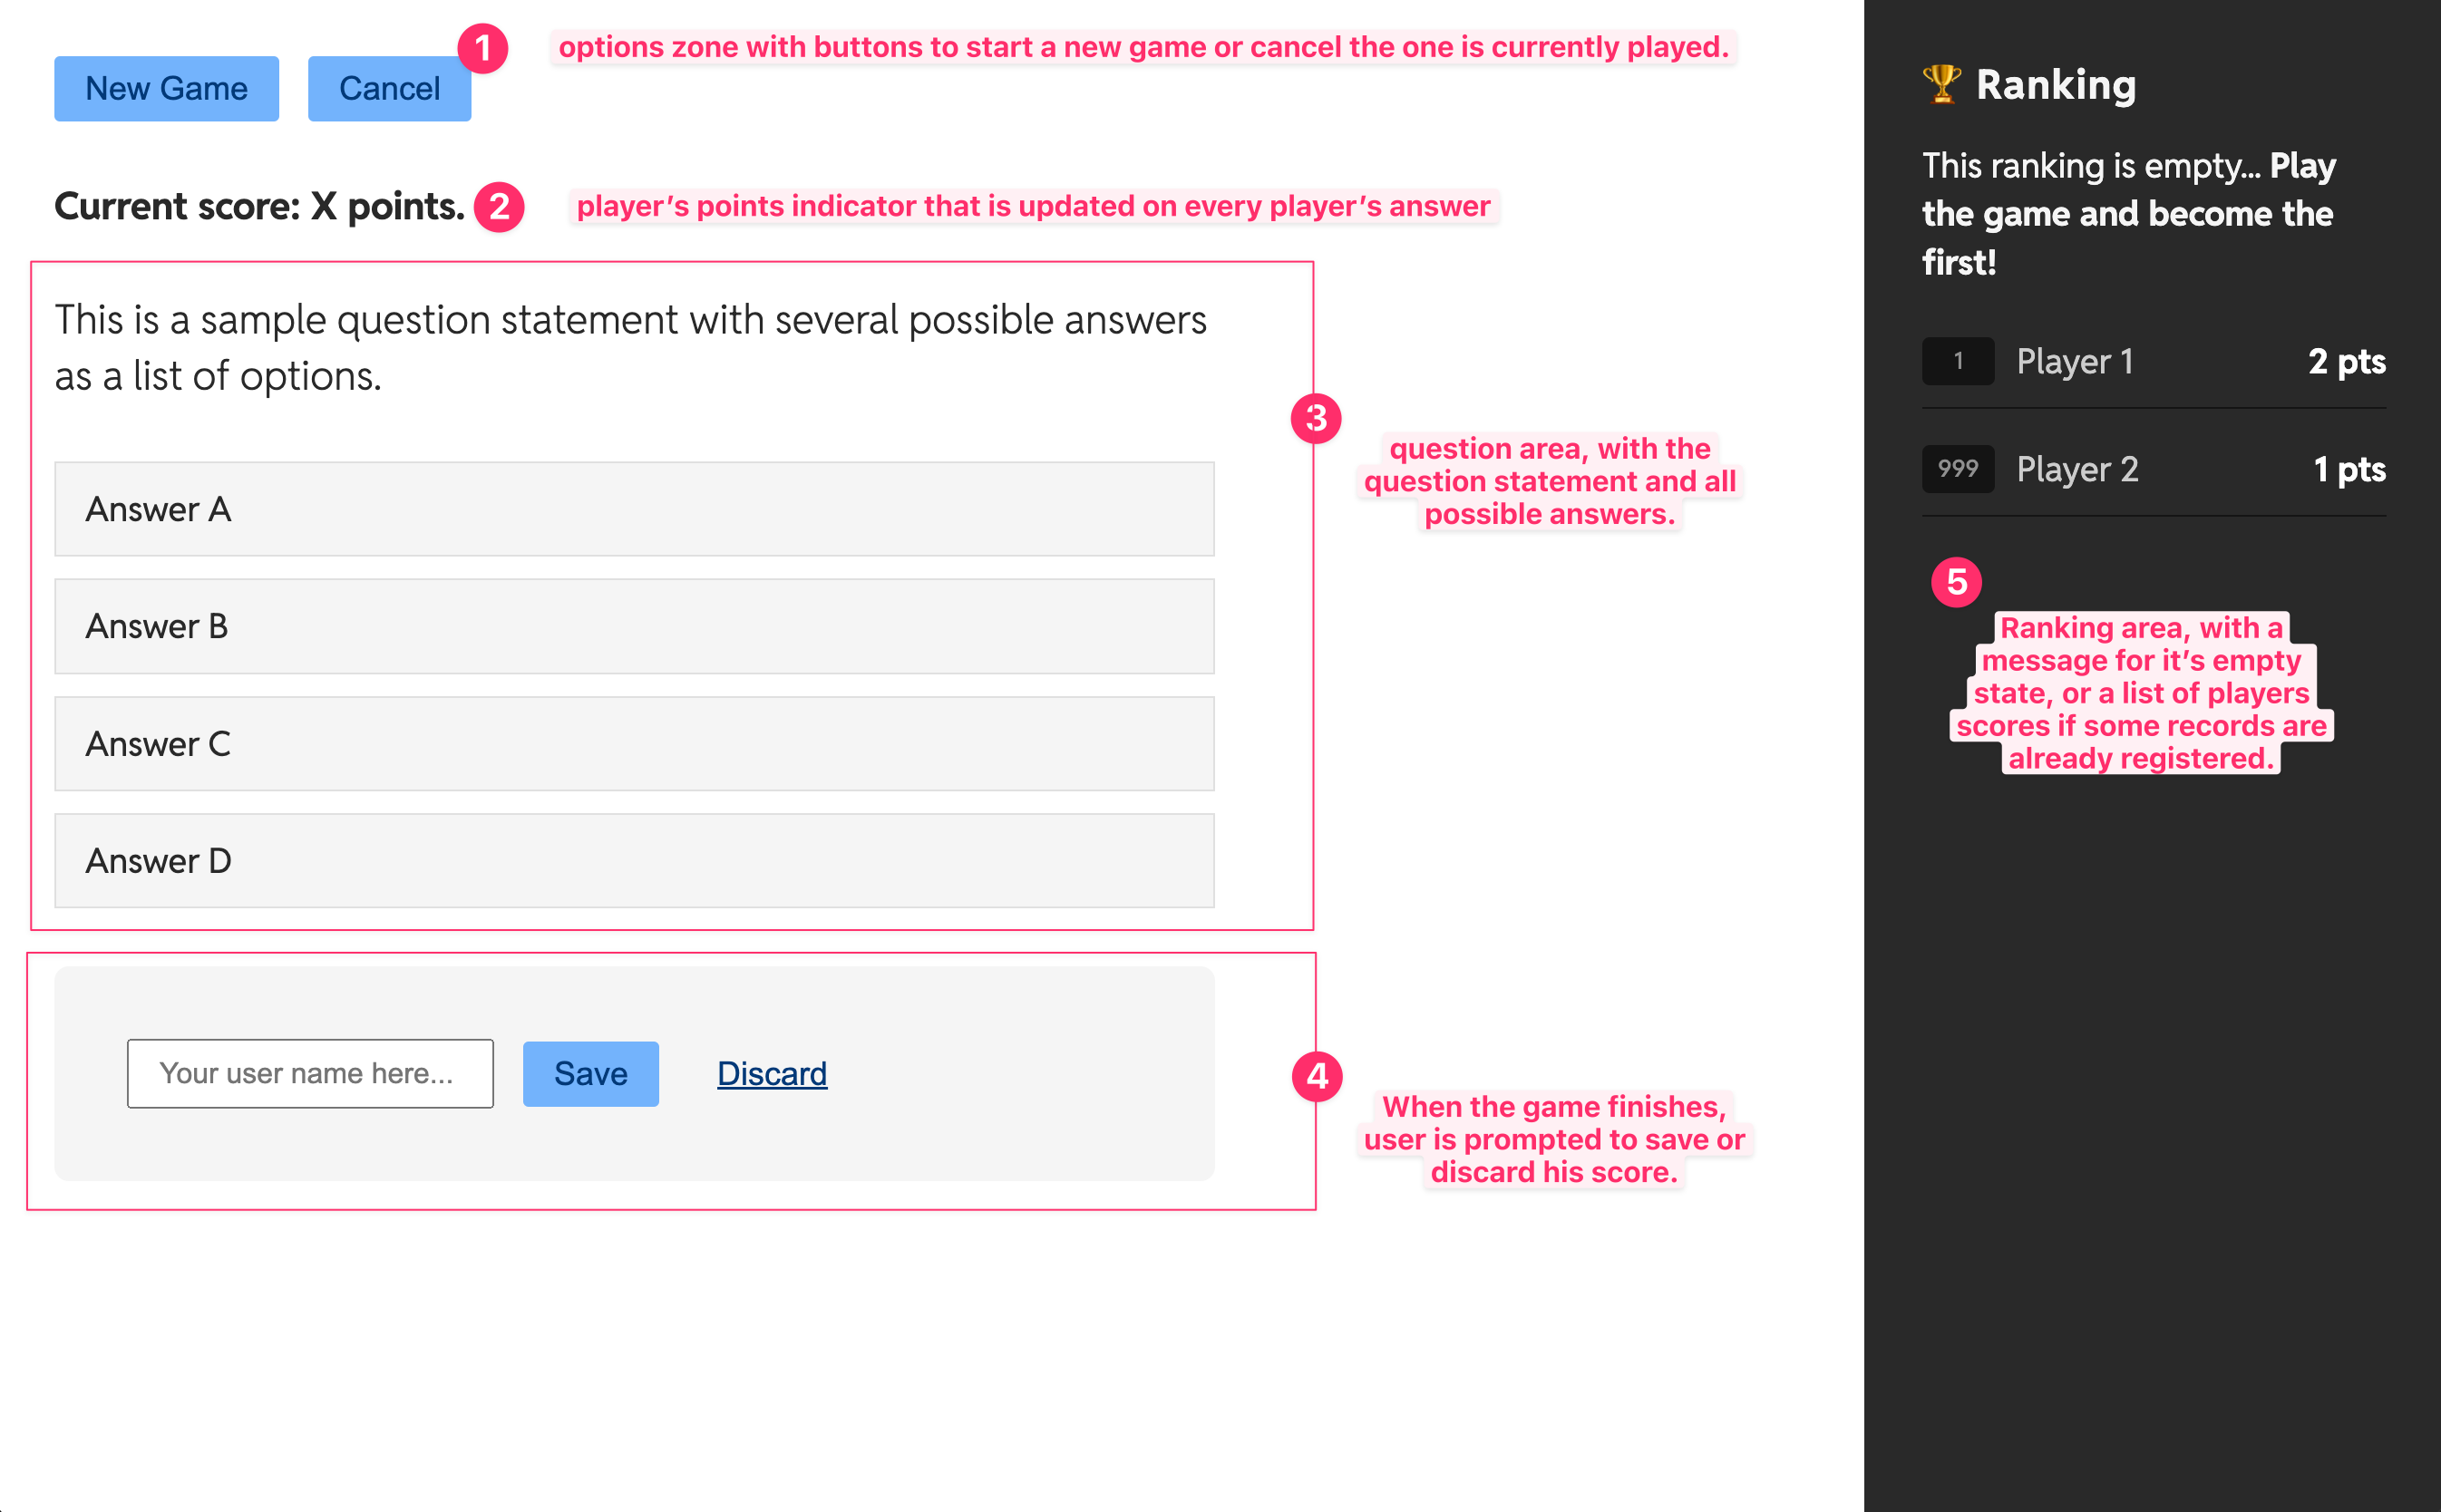 New Game
Cancel
1
options zone with buttons to start a new game or cancel the one is currently played.
Current score: X points.
2
player’s points indicator that is updated on every player’s answer
This is a sample question statement with several possible answers
as a list of options.
Answer A
Answer B
Answer C
Answer D
3
question area, with the
question statement and all
possible answers.
Your user name here...
Save
Discard
4
When the game finishes,
user is prompted to save or
discard his score.
🏆 Ranking
This ranking is empty... Play
the game and become the
first!
1 Player 1 2 pts
999 Player 2 1 pts
5
Ranking area, with a
message for it’s empty
state, or a list of players
scores if some records are
already registered.